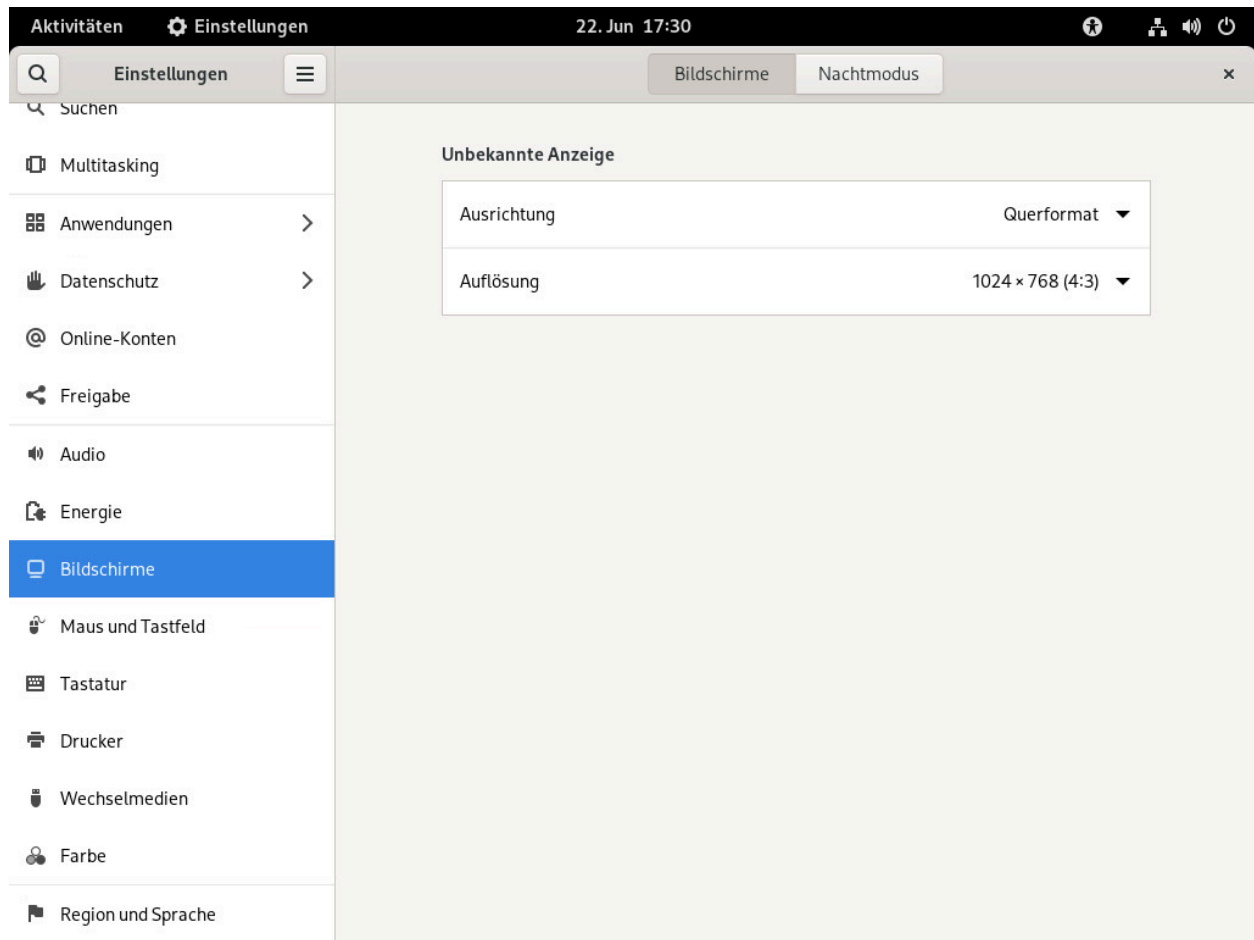 Aktivitäten Einstellungen 22. Jun 17:30
Einstellungen Bildschirme Nachtmodus
Suchen
Multitasking
Anwendungen
Datenschutz
Online-Konten
Freigabe
Audio
Energie
Bildschirme
Maus und Tastfeld
Tastatur
Drucker
Wechselmedien
Farbe
Region und Sprache
Unbekannte Anzeige
Ausrichtung Querformat
Auflösung 1024 × 768 (4:3)